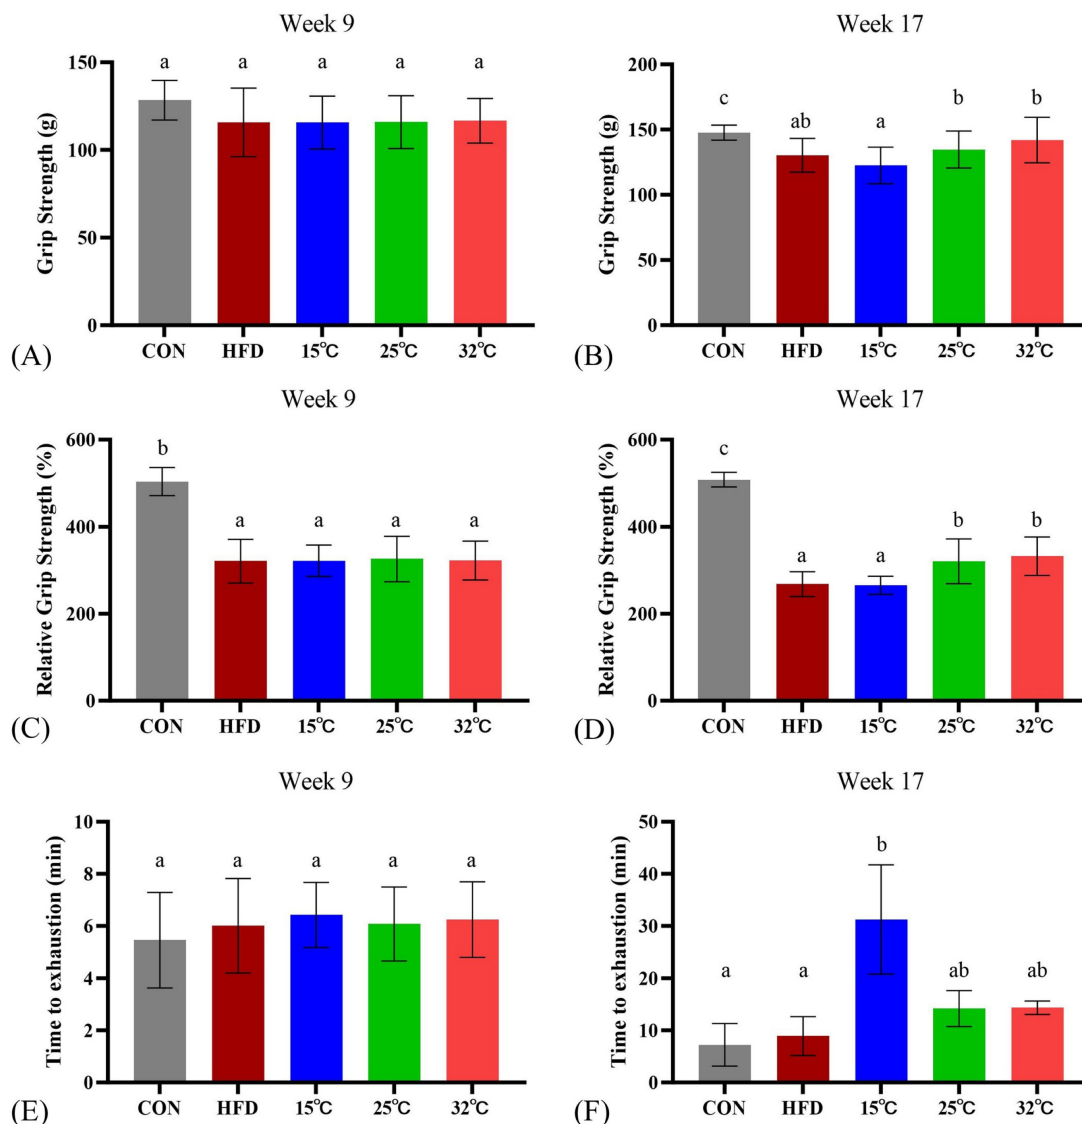 Week 9
Grip Strength (g)
150
100
50
0
a a a a a
CON HFD 15℃ 25℃ 32℃
(A)
Week 17
Grip Strength (g)
200
150
100
50
0
c ab a b b
CON HFD 15℃ 25℃ 32℃
(B)
Week 9
Relative Grip Strength (%)
600
400
200
0
b a a a a
CON HFD 15℃ 25℃ 32℃
(C)
Week 17
Relative Grip Strength (%)
600
400
200
0
c a a b b
CON HFD 15℃ 25℃ 32℃
(D)
Week 9
Time to exhaustion (min)
10
8
6
4
2
0
a a a a a
CON HFD 15℃ 25℃ 32℃
(E)
Week 17
Time to exhaustion (min)
50
40
30
20
10
0
a a b ab ab
CON HFD 15℃ 25℃ 32℃
(F)